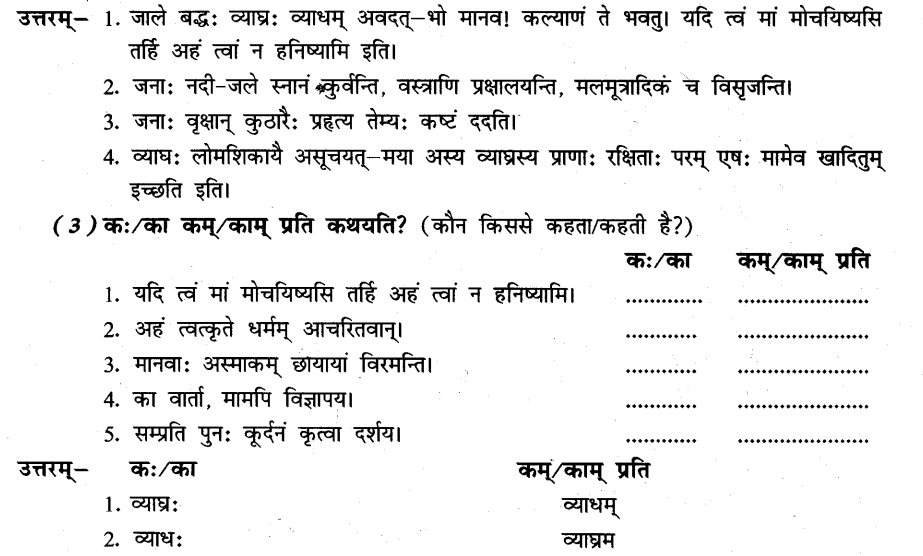 उत्तरम्– 1. जाले बद्धः व्याघ्रः व्याधम् अवदत्–भो मानव! कल्याणं ते भवतु। यदि त्वं मां मोचयिष्यसि
तर्हि अहं त्वां न हनिष्यामि इति।
2. जनाः नदी-जले स्नानं कुर्वन्ति, वस्त्राणि प्रक्षालयन्ति, मलमूत्रादिकं च विसृजन्ति।
3. जनाः वृक्षान् कुठारैः प्रहृत्य तेम्यः कष्टं ददति।
4. व्याघः लोमशिकायै असूचयत्–मया अस्य व्याघ्रस्य प्राणाः रक्षिताः परम् एषः मामेव खादितुम्
इच्छति इति।
(3) कः/का कम्/काम् प्रति कथयति? (कौन किससे कहता/कहती है?)
कः/का कम्/काम् प्रति
1. यदि त्वं मां मोचयिष्यसि तर्हि अहं त्वां न हनिष्यामि। ............. ......................
2. अहं त्वत्कृते धर्मम् आचरितवान्। ............. ......................
3. मानवाः अस्माकम् छायायां विरमन्ति। ............. ......................
4. का वार्ता, मामपि विज्ञापय। ............. ......................
5. सम्प्रति पुनः कूर्दनं कृत्वा दर्शय। ............. ......................
उत्तरम्– कः/का कम्/काम् प्रति
1. व्याघ्रः व्याधम्
2. व्याधः व्याघ्रम